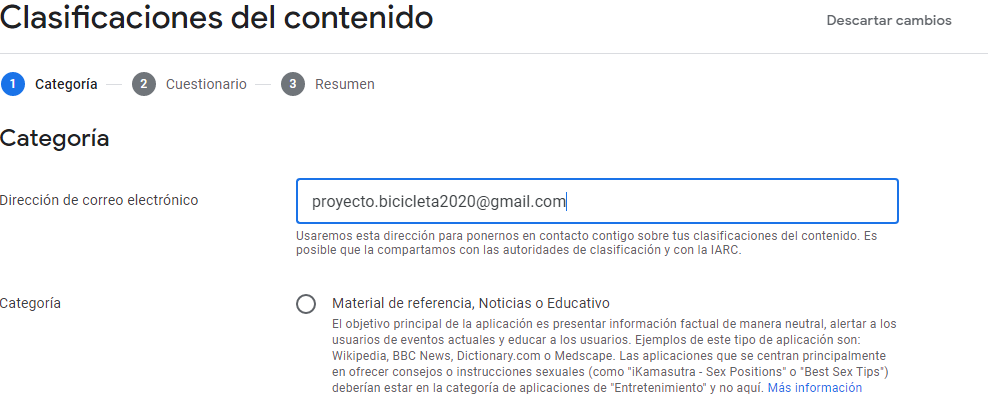 Clasificaciones del contenido
Descartar cambios
1 Categoría
2 Cuestionario
3 Resumen
Categoría
Dirección de correo electrónico
proyecto.bicicleta2020@gmail.com
Usaremos esta dirección para ponernos en contacto contigo sobre tus clasificaciones del contenido. Es
posible que la compartamos con las autoridades de clasificación y con la IARC.
Categoría
Material de referencia, Noticias o Educativo
El objetivo principal de la aplicación es presentar información factual de manera neutral, alertar a los
usuarios de eventos actuales y educar a los usuarios. Ejemplos de este tipo de aplicación son:
Wikipedia, BBC News, Dictionary.com o Medscape. Las aplicaciones que se centran principalmente
en ofrecer consejos o instrucciones sexuales (como "iKamasutra - Sex Positions" o "Best Sex Tips")
deberían estar en la categoría de aplicaciones de "Entretenimiento" y no aquí. Más información